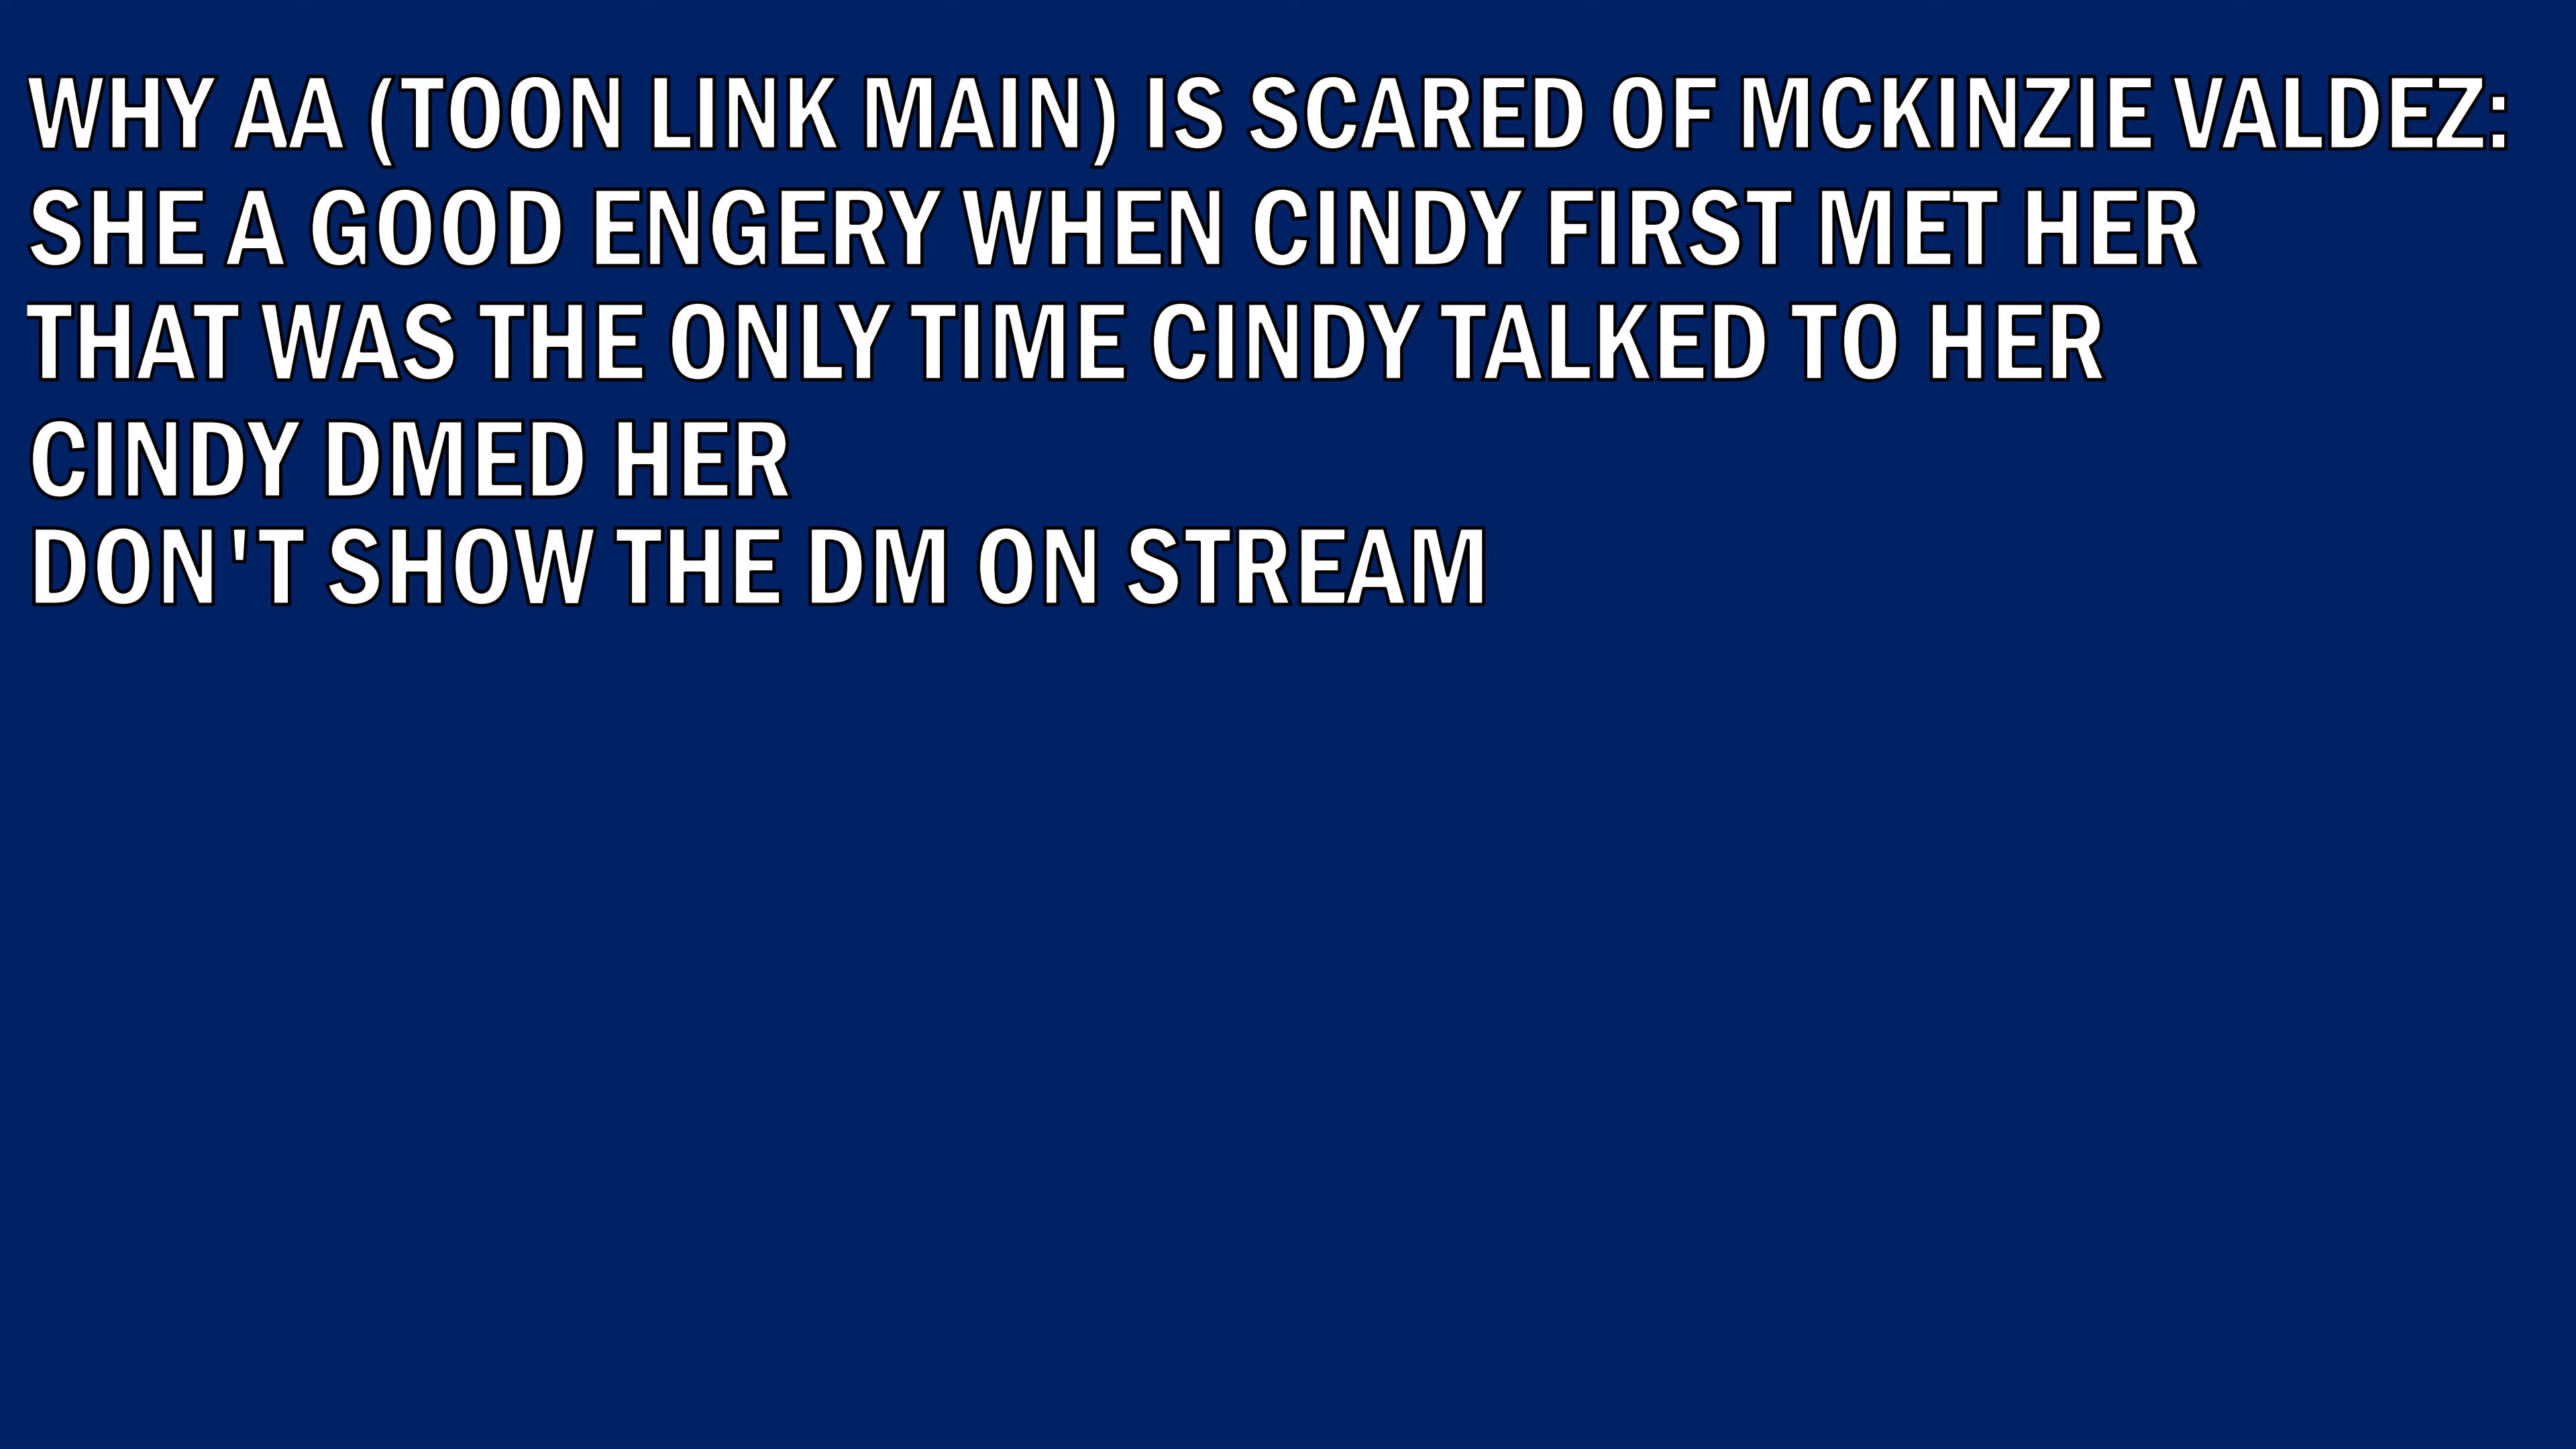 WHY AA (TOON LINK MAIN) IS SCARED OF MCKINZIE VALDEZ:
SHE A GOOD ENGERY WHEN CINDY FIRST MET HER
THAT WAS THE ONLY TIME CINDY TALKED TO HER
CINDY DMED HER
DON'T SHOW THE DM ON STREAM